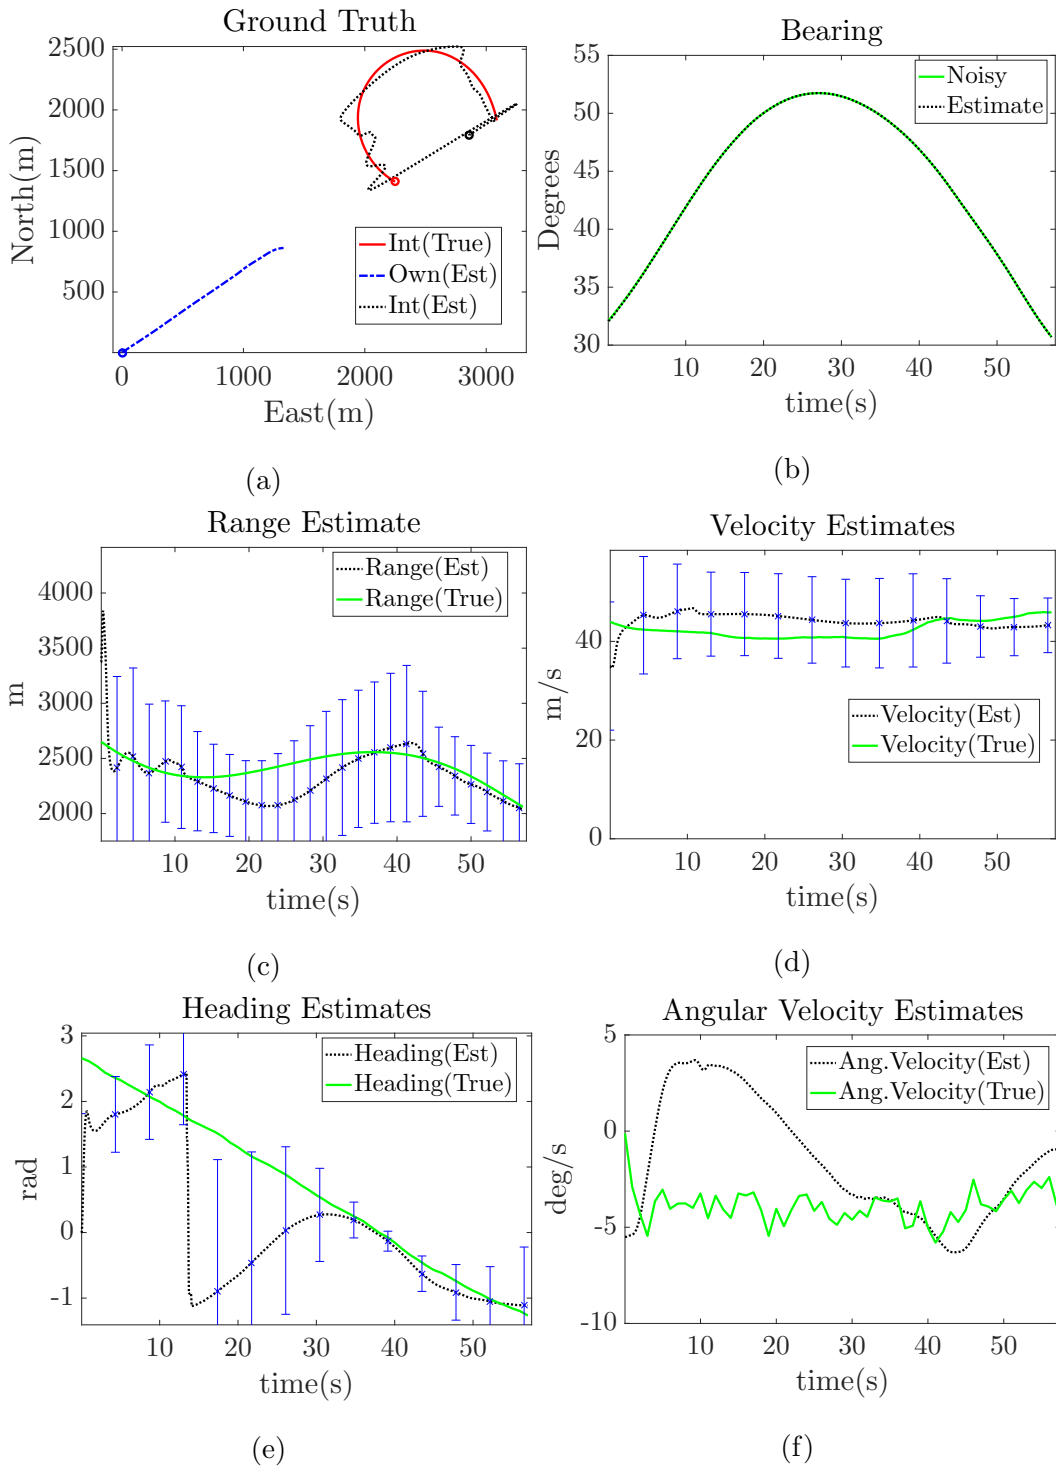 Ground Truth
2500
2000
1500
1000
500
North(m)
Int(True)
Own(Est)
Int(Est)
0 1000 2000 3000
East(m)
(a)
Bearing
55
50
45
40
35
30
Degrees
Noisy
Estimate
10 20 30 40 50
time(s)
(b)
Range Estimate
4000
3500
3000
2500
2000
m
Range(Est)
Range(True)
10 20 30 40 50
time(s)
(c)
Velocity Estimates
40
20
0
m/s
Velocity(Est)
Velocity(True)
10 20 30 40 50
time(s)
(d)
Heading Estimates
3
2
1
0
-1
rad
Heading(Est)
Heading(True)
10 20 30 40 50
time(s)
(e)
Angular Velocity Estimates
5
0
-5
-10
deg/s
Ang.Velocity(Est)
Ang.Velocity(True)
10 20 30 40 50
time(s)
(f)